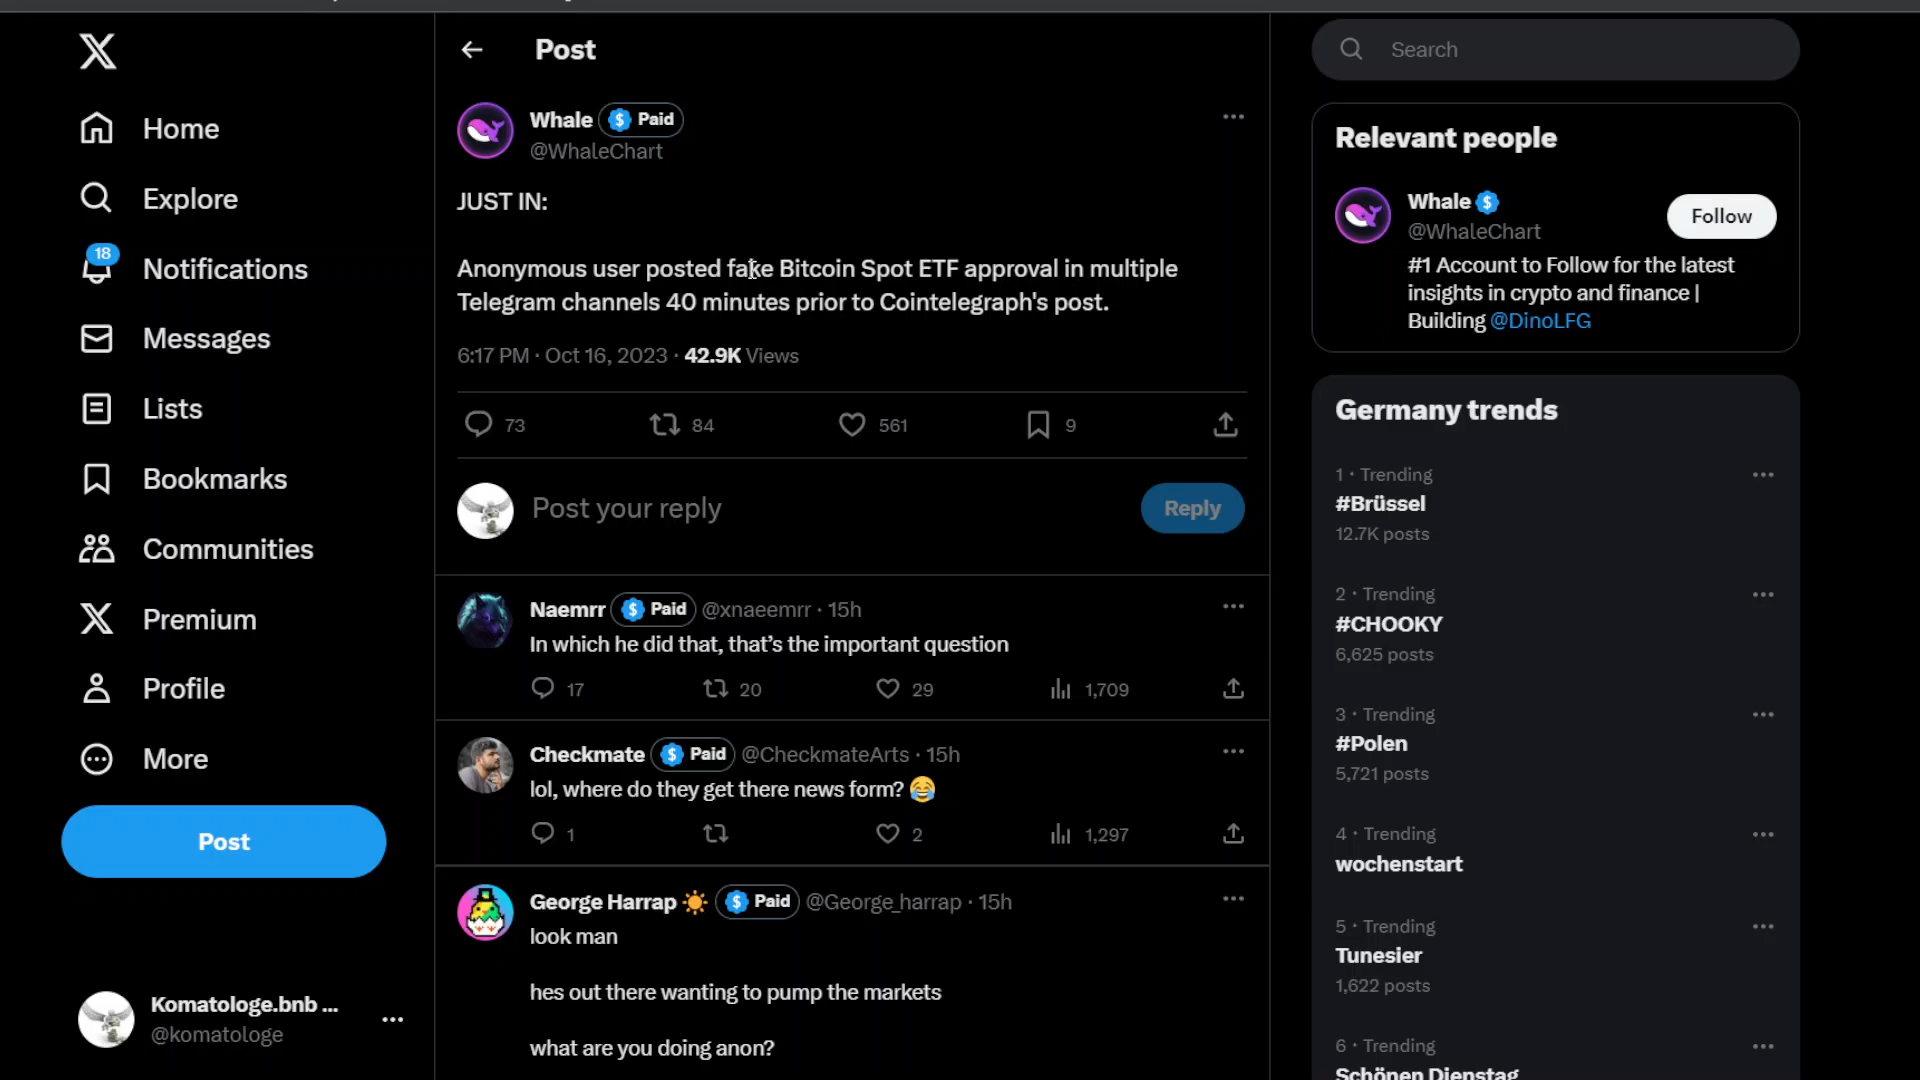 Home
Explore
18
Notifications
Messages
Lists
Bookmarks
Communities
Premium
Profile
More
Post
Komatologe.bnb ...
@komatologe
Post
Whale Paid
@WhaleChart
JUST IN:
Anonymous user posted fake Bitcoin Spot ETF approval in multiple
Telegram channels 40 minutes prior to Cointelegraph's post.
6:17 PM · Oct 16, 2023 · 42.9K Views
73 84 561 9
Post your reply
Reply
Naemrr Paid @xnaeemrr · 15h
In which he did that, that’s the important question
17 20 29 1,709
Checkmate Paid @CheckmateArts · 15h
lol, where do they get there news form? 😂
1 2 1,297
George Harrap ☀ Paid @George_harrap · 15h
look man
hes out there wanting to pump the markets
what are you doing anon?
Search
Relevant people
Whale
@WhaleChart
Follow
#1 Account to Follow for the latest
insights in crypto and finance |
Building @DinoLFG
Germany trends
1 · Trending
#Brüssel
12.7K posts
2 · Trending
#CHOOKY
6,625 posts
3 · Trending
#Polen
5,721 posts
4 · Trending
wochenstart
5 · Trending
Tunesier
1,622 posts
6 · Trending
Schönen Dienstag